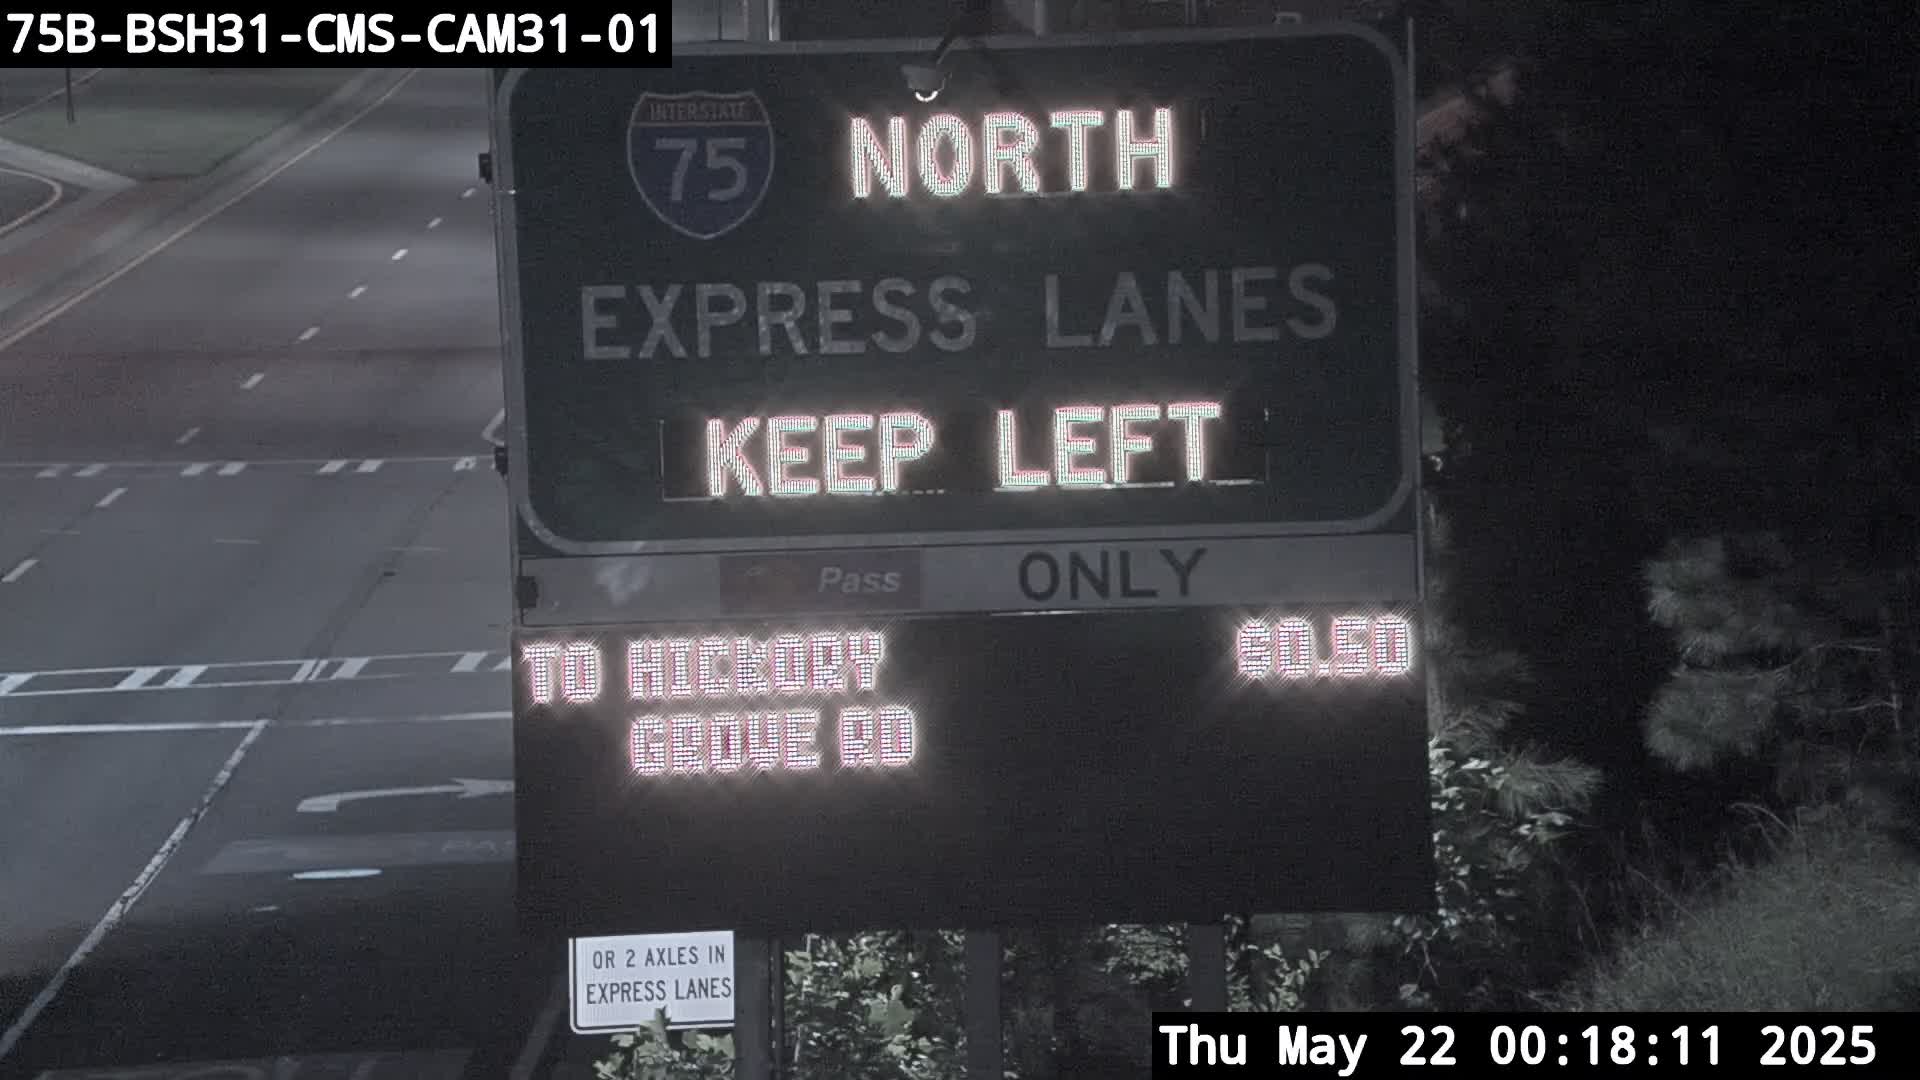 75B-BSH31-CMS-CAM31-01
INTERSTATE
75
NORTH
EXPRESS LANES
KEEP LEFT
Pass ONLY
TO HICKORY $0.50
GROVE RD
OR 2 AXLES IN
EXPRESS LANES
Thu May 22 00:18:11 2025